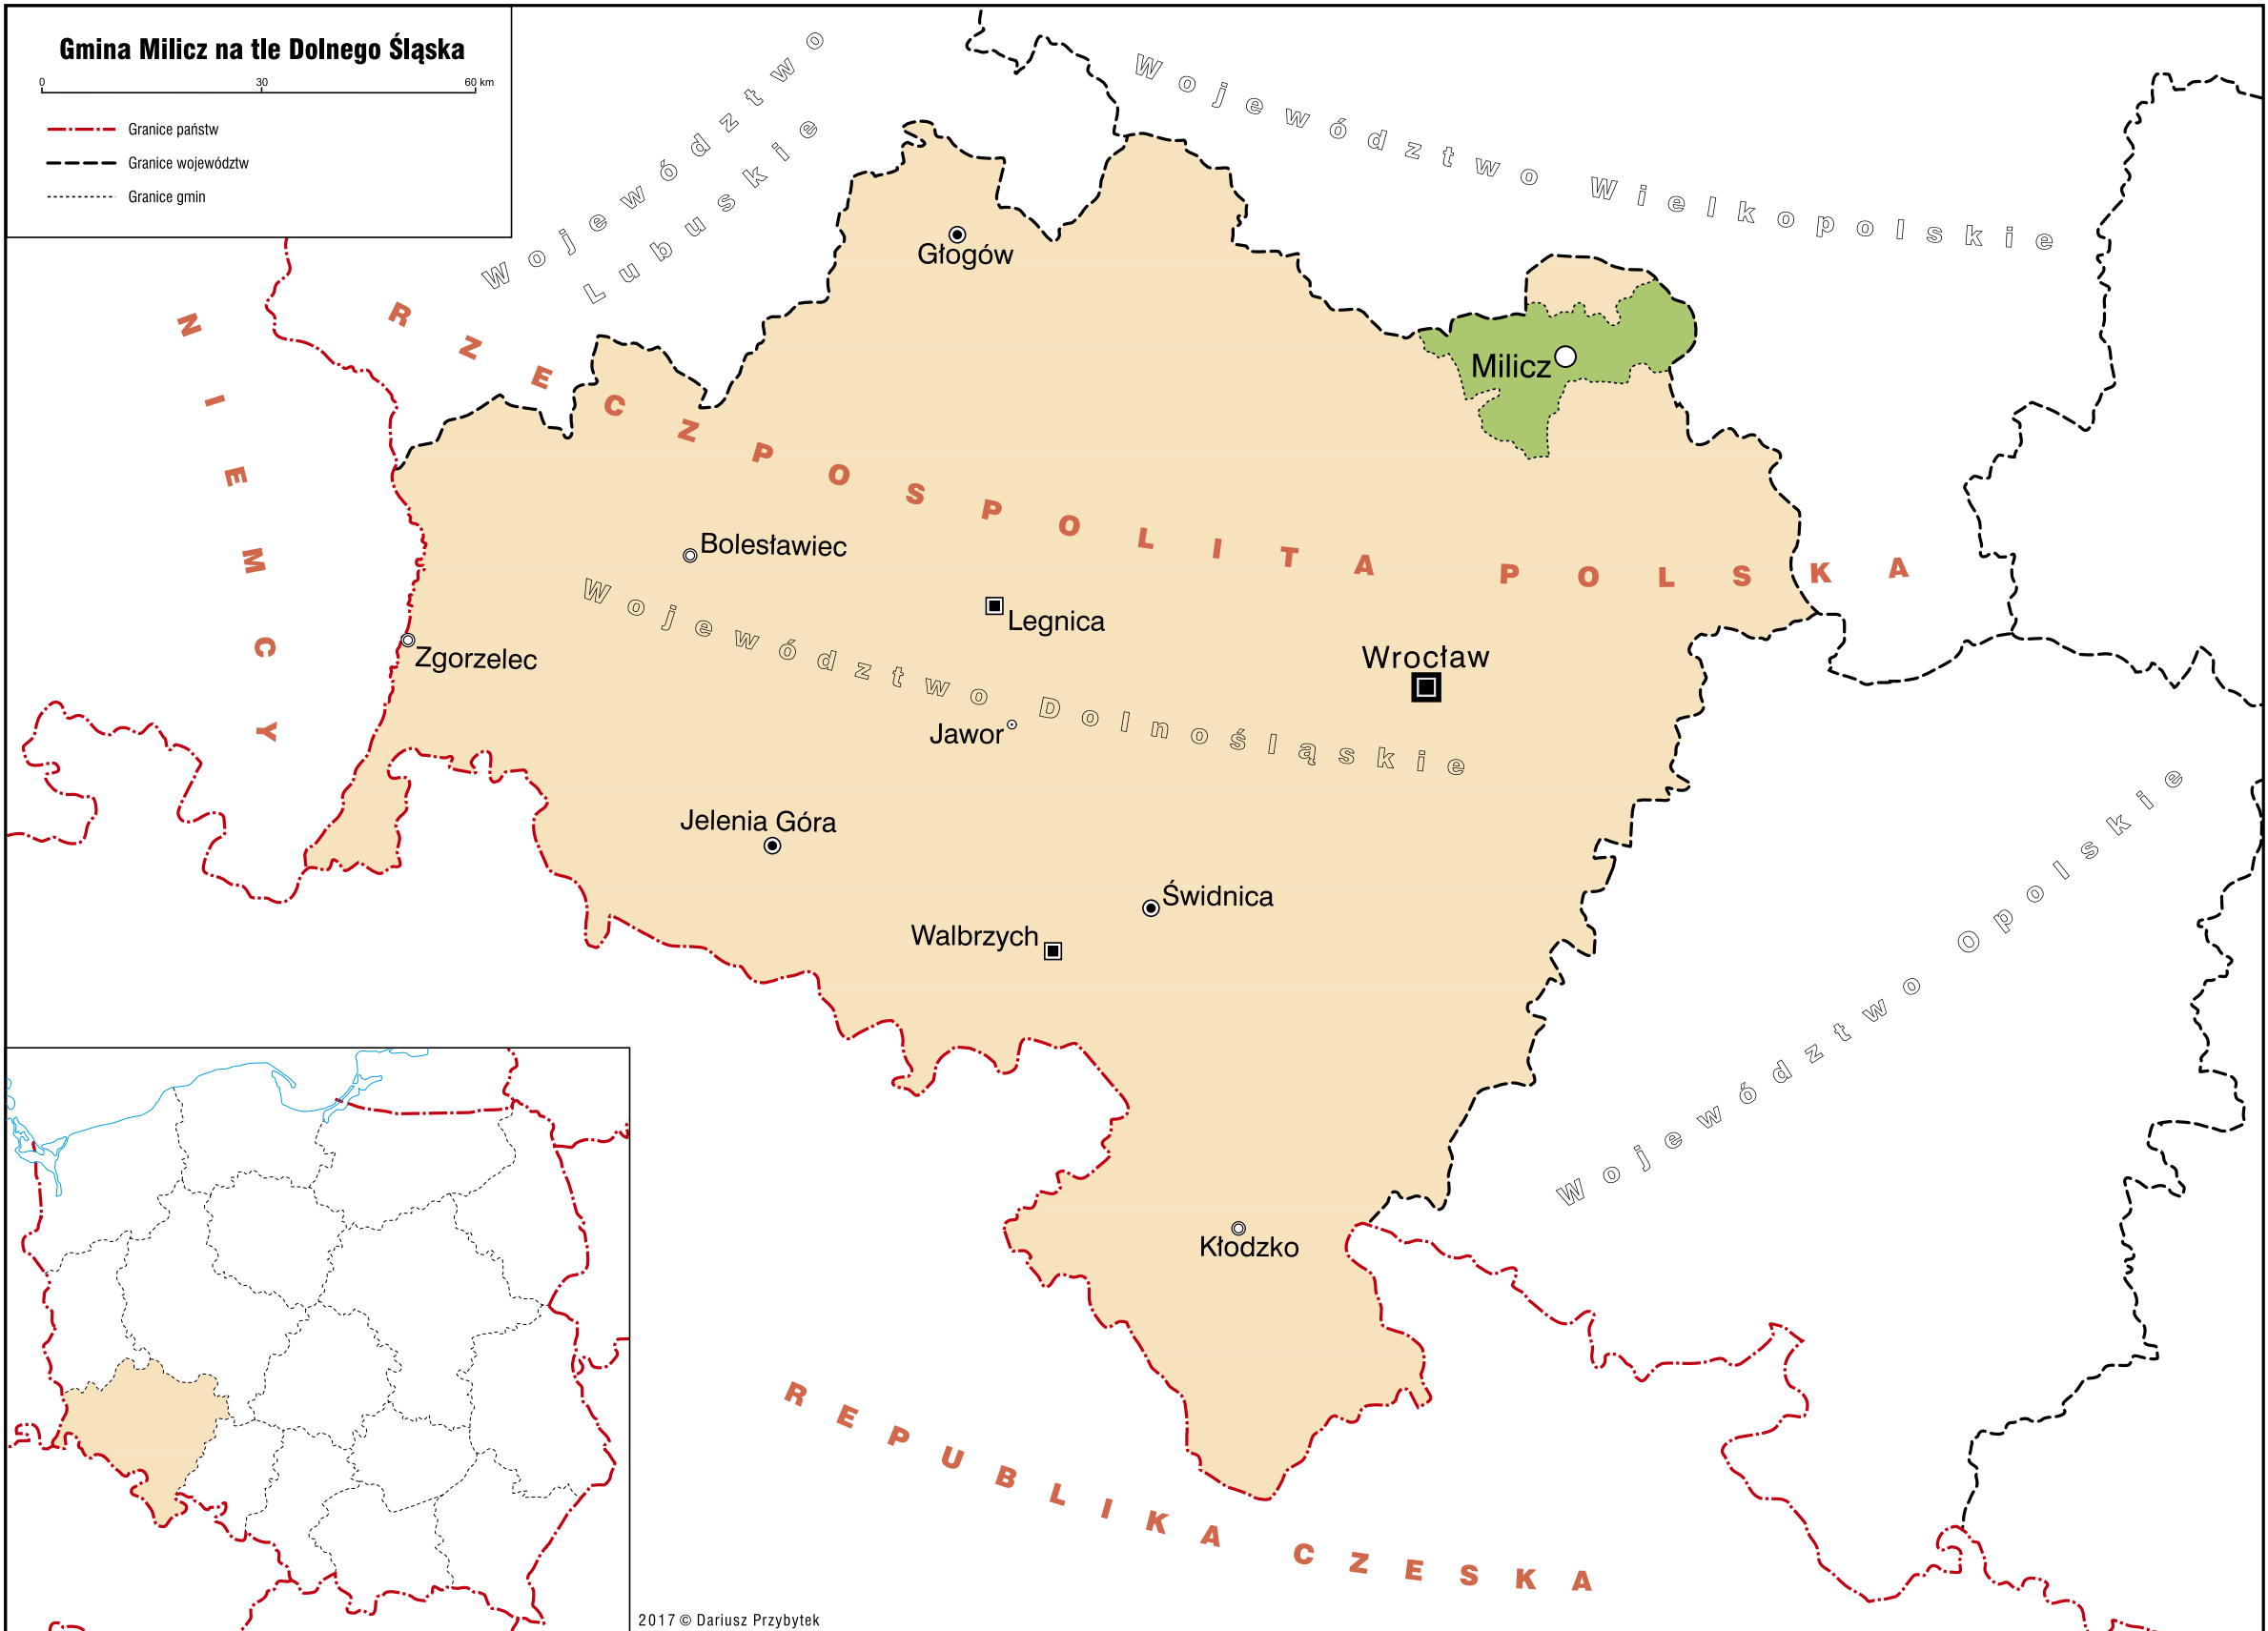 Gmina Milicz na tle Dolnego Śląska
0 30 60 km
Granice państw
Granice województw
Granice gmin
Województwo
Lubuskie
Województwo Wielkopolskie
NIEMCY
RZECZPOSPOLITA POLSKA
Głogów
Milicz
Bolesławiec
Legnica
Zgorzelec
Wrocław
Województwo Dolnośląskie
Jawor
Jelenia Góra
Świdnica
Walbrzych
Województwo Opolskie
Kłodzko
REPUBLIKA CZESKA
2017 © Dariusz Przybytek